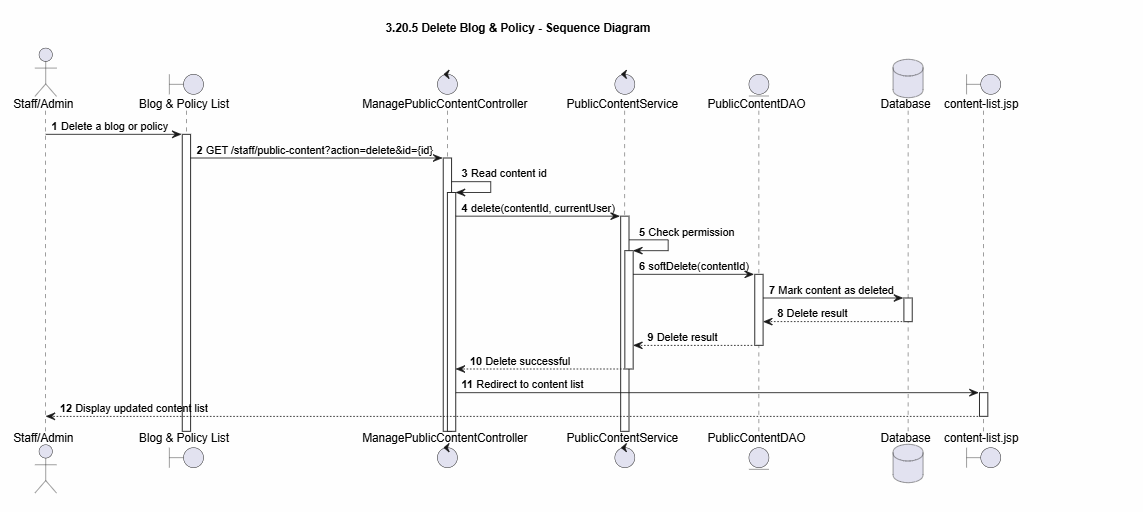 3.20.5 Delete Blog & Policy - Sequence Diagram
Staff/Admin
Blog & Policy List
ManagePublicContentController
PublicContentService
PublicContentDAO
Database
content-list.jsp
1 Delete a blog or policy
2 GET /staff/public-content?action=delete&id={id}
3 Read content id
4 delete(contentId, currentUser)
5 Check permission
6 softDelete(contentId)
7 Mark content as deleted
8 Delete result
9 Delete result
10 Delete successful
11 Redirect to content list
12 Display updated content list
Staff/Admin
Blog & Policy List
ManagePublicContentController
PublicContentService
PublicContentDAO
Database
content-list.jsp